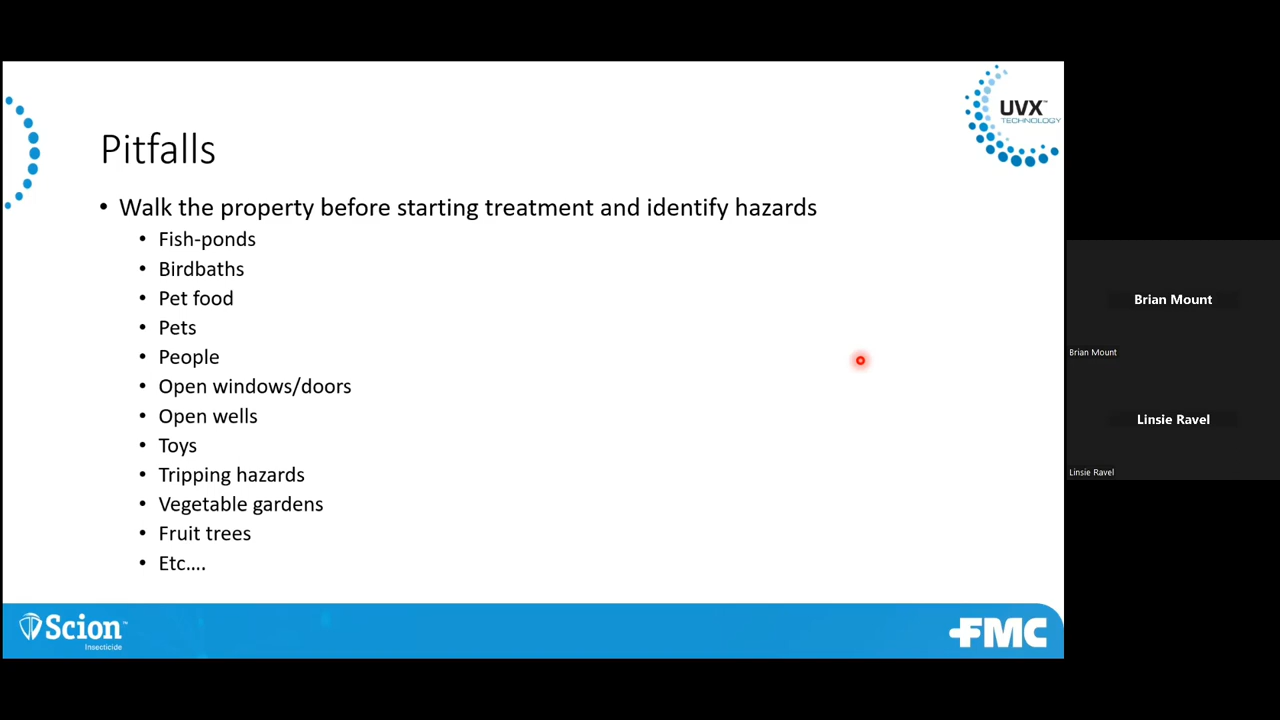 UVX™
TECHNOLOGY
Pitfalls
• Walk the property before starting treatment and identify hazards
• Fish-ponds
• Birdbaths
• Pet food
• Pets
• People
• Open windows/doors
• Open wells
• Toys
• Tripping hazards
• Vegetable gardens
• Fruit trees
• Etc....
Scion™
Insecticide
FMC
Brian Mount
Brian Mount
Linsie Ravel
Linsie Ravel